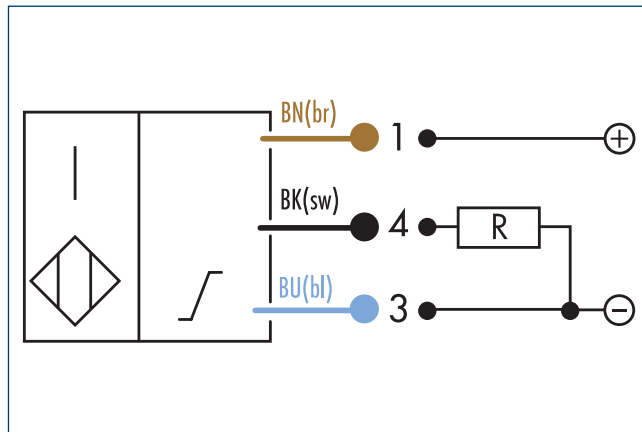 BN(br) 1 +
BK(sw) 4 R
BU(bl) 3 −